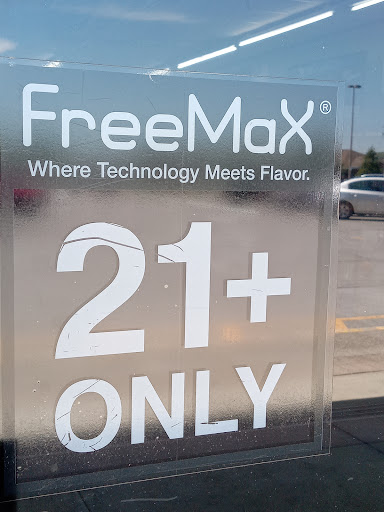 FreeMaX®
Where Technology Meets Flavor.
21+
ONLY